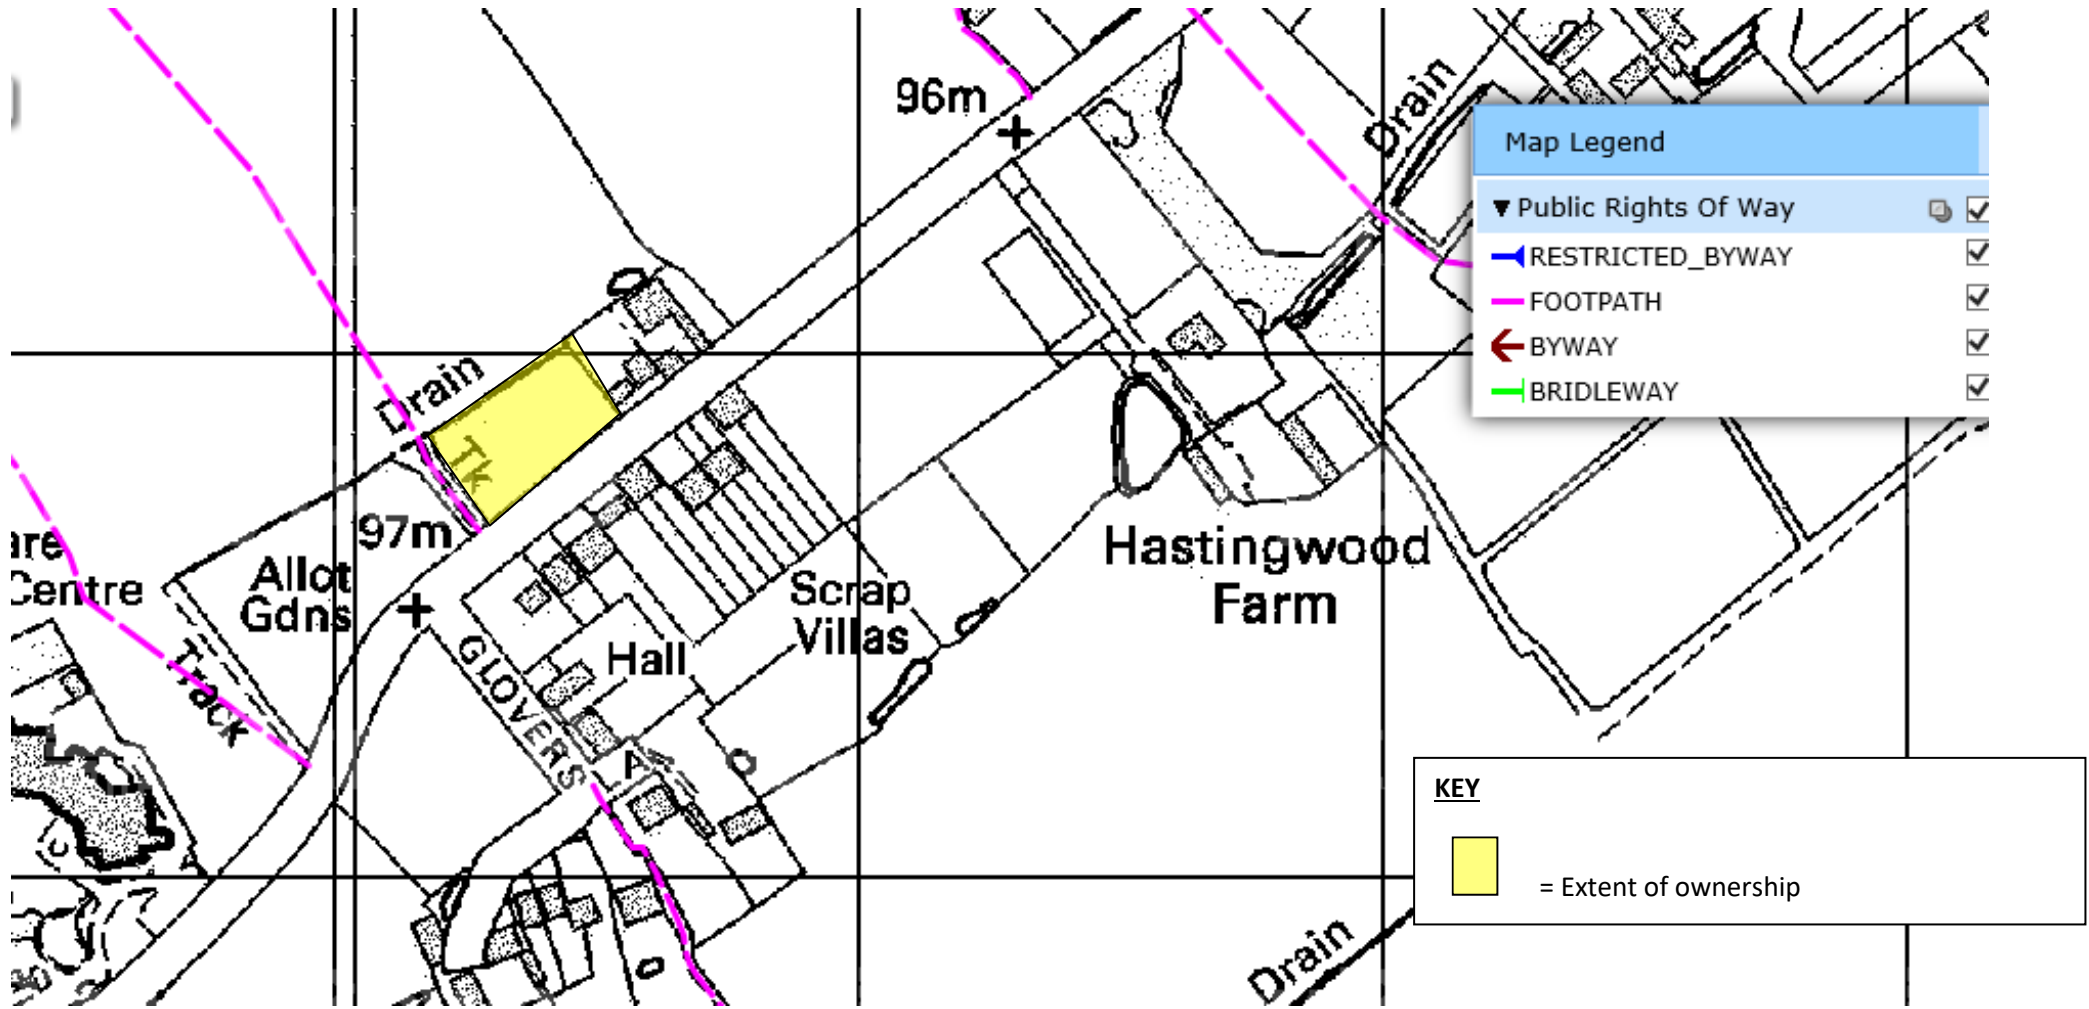 96m
Drain
Map Legend
Public Rights Of Way
RESTRICTED_BYWAY
FOOTPATH
BYWAY
BRIDLEWAY
Drain
Tk
97m
Allot
Gdns
are
Centre
Track
GLOVERS
Hall
Scrap
Villas
Hastingwood
Farm
KEY
= Extent of ownership
Drain